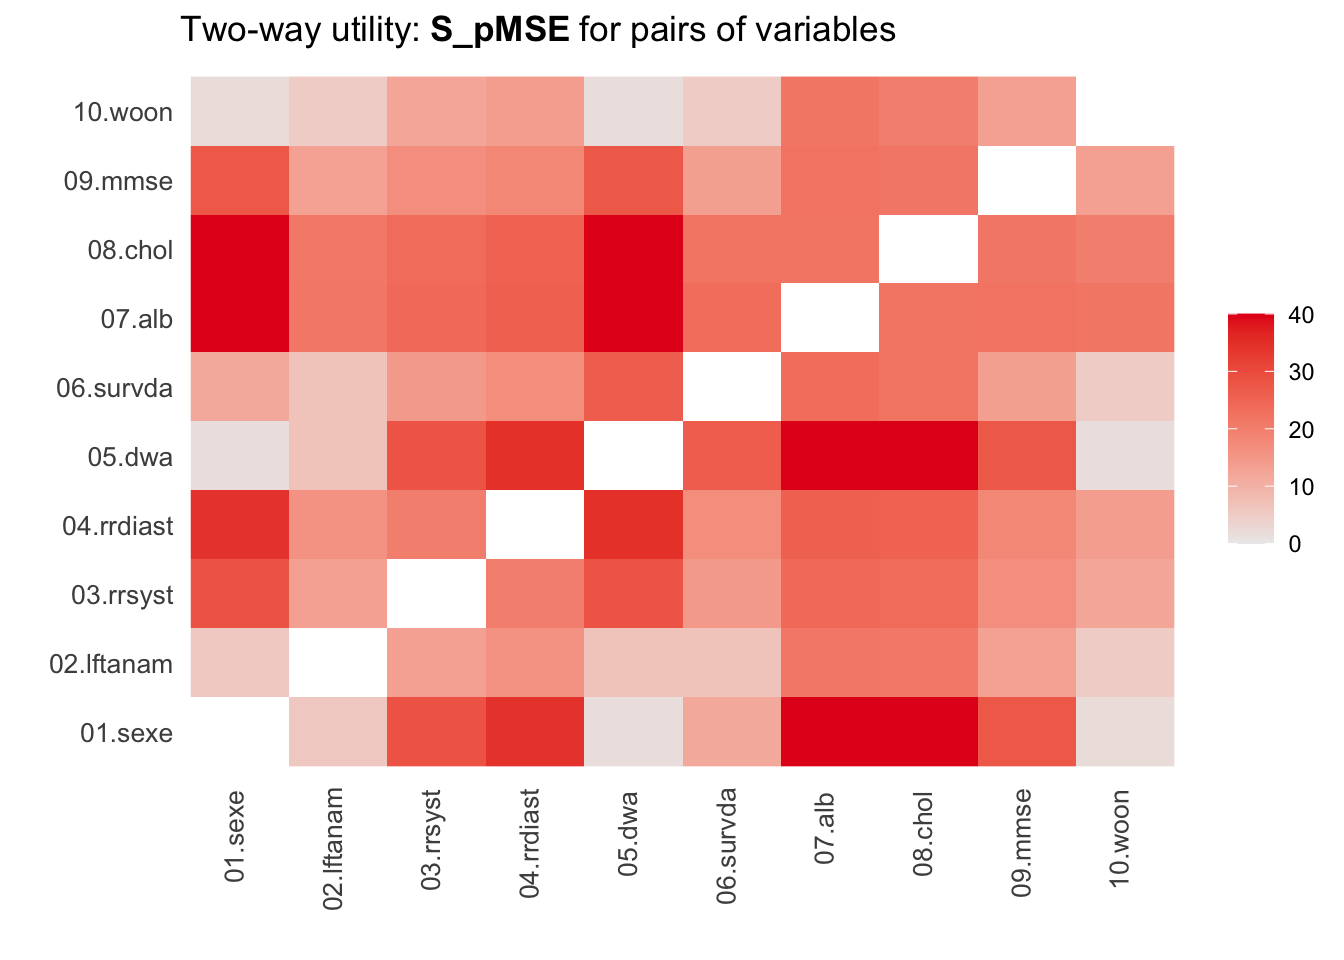 Two-way utility: S_pMSE for pairs of variables
10.woon
09.mmse
08.chol
07.alb
06.survda
05.dwa
04.rrdiast
03.rrsyst
02.lftanam
01.sexe
01.sexe
02.lftanam
03.rrsyst
04.rrdiast
05.dwa
06.survda
07.alb
08.chol
09.mmse
10.woon
40
30
20
10
0